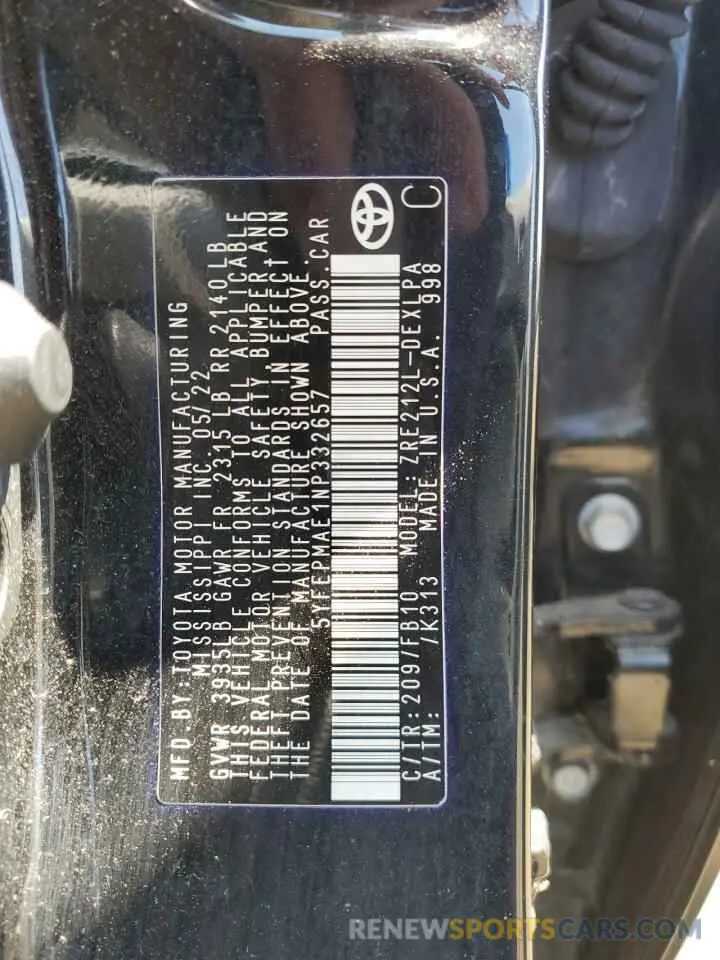 MFD.BY:TOYOTA MOTOR MANUFACTURING
MISSISSIPPI INC. 05/22
GVWR 3935LB GAWR FR 2315 LB RR 2140LB
THIS VEHICLE CONFORMS TO ALL APPLICABLE
FEDERAL MOTOR VEHICLE SAFETY BUMPER AND
THEFT PREVENTION STANDARDS IN EFFECT ON
THE DATE OF MANUFACTURE SHOWN ABOVE.
5YFEPMAE1NP332657 PASS.CAR
C/TR:209/FB10 MODEL:ZRE212L-DEXLPA
A/TM: /K313 MADE IN U.S.A. 998
C
RENEWSPORTSCARS.COM